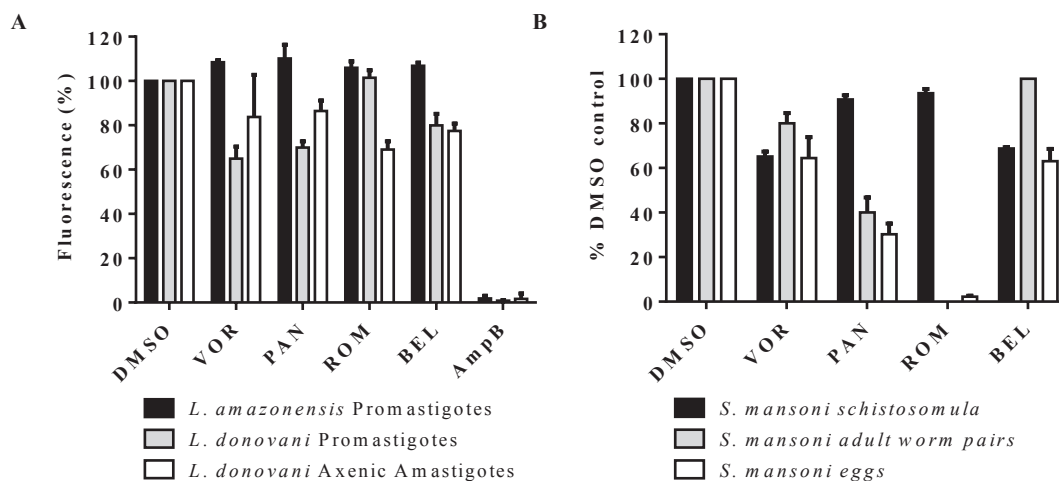 A
Fluorescence (%)
120
100
80
60
40
20
0
DMSO
VOR
PAN
ROM
BEL
AmpB
L. amazonensis Promastigotes
L. donovani Promastigotes
L. donovani Axenic Amastigotes
B
% DMSO control
120
100
80
60
40
20
0
DMSO
VOR
PAN
ROM
BEL
S. mansoni schistosomula
S. mansoni adult worm pairs
S. mansoni eggs